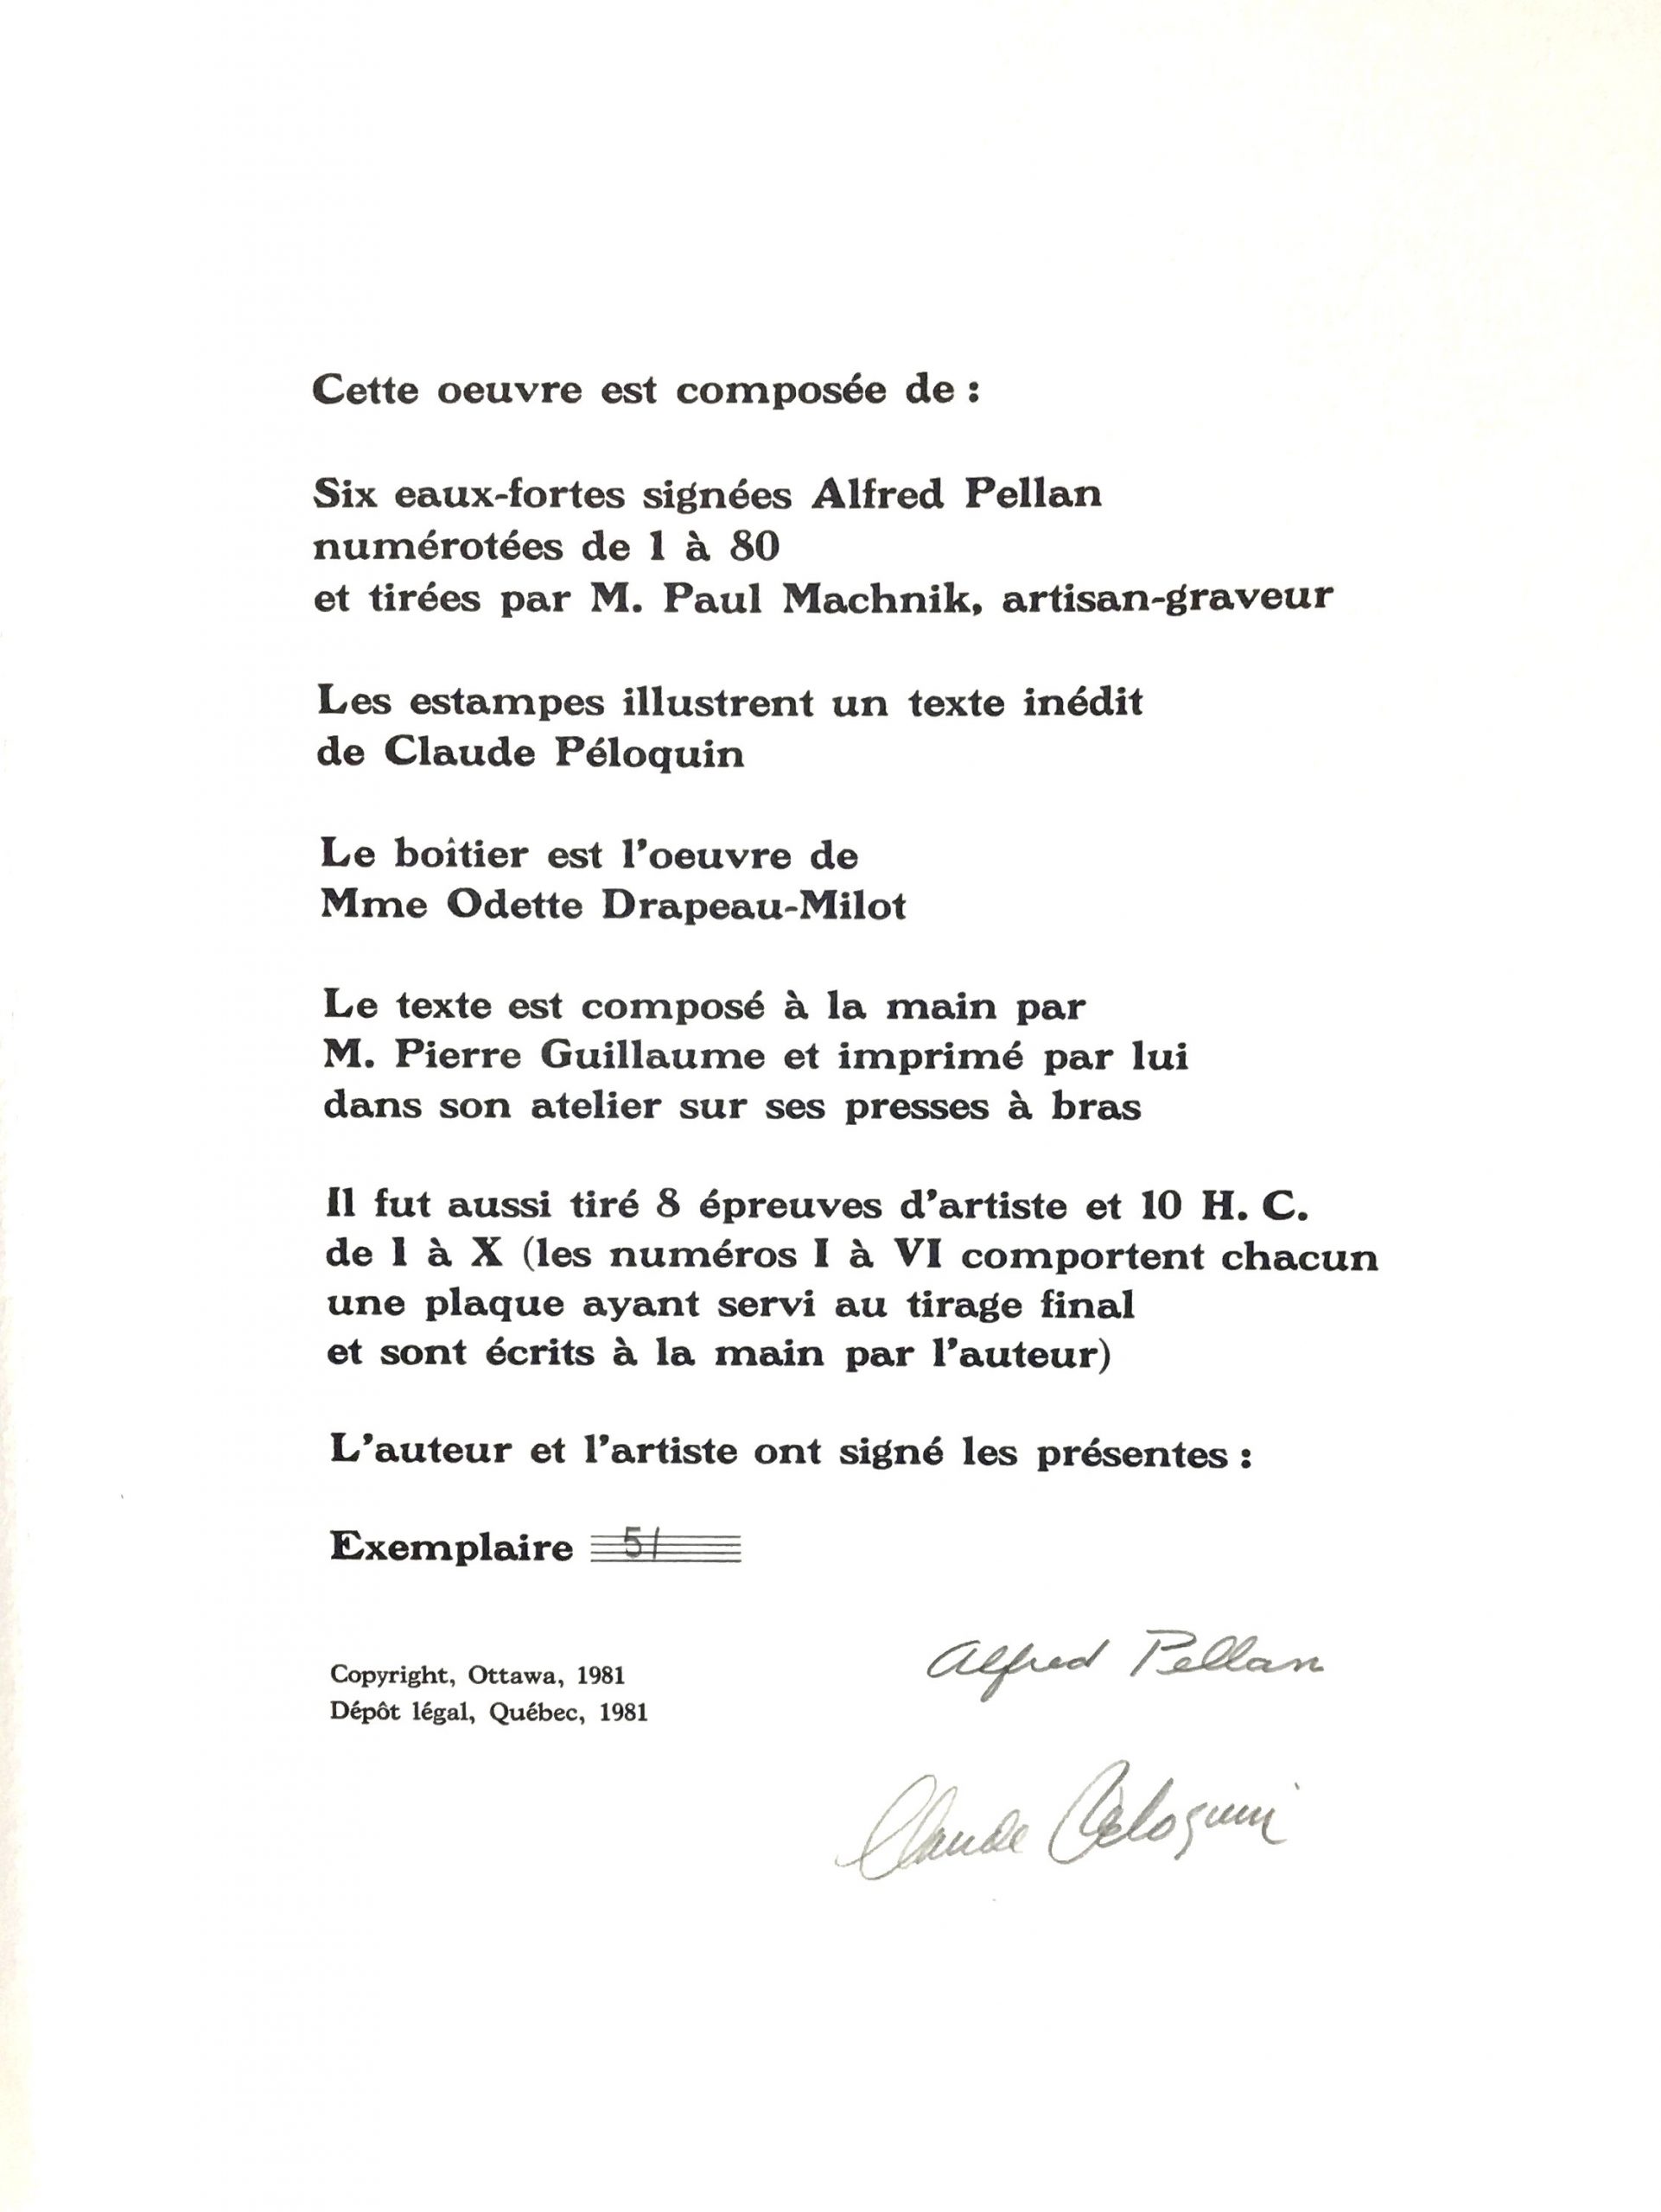 Cette oeuvre est composée de :
Six eaux-fortes signées Alfred Pellan
numérotées de 1 à 80
et tirées par M. Paul Machnik, artisan-graveur
Les estampes illustrent un texte inédit
de Claude Péloquin
Le boîtier est l'oeuvre de
Mme Odette Drapeau-Milot
Le texte est composé à la main par
M. Pierre Guillaume et imprimé par lui
dans son atelier sur ses presses à bras
Il fut aussi tiré 8 épreuves d'artiste et 10 H. C.
de 1 à X (les numéros I à VI comportent chacun
une plaque ayant servi au tirage final
et sont écrits à la main par l'auteur)
L'auteur et l'artiste ont signé les présentes :
Exemplaire 51
Alfred Pellan
Copyright, Ottawa, 1981
Dépôt légal, Québec, 1981
Claude Péloquin